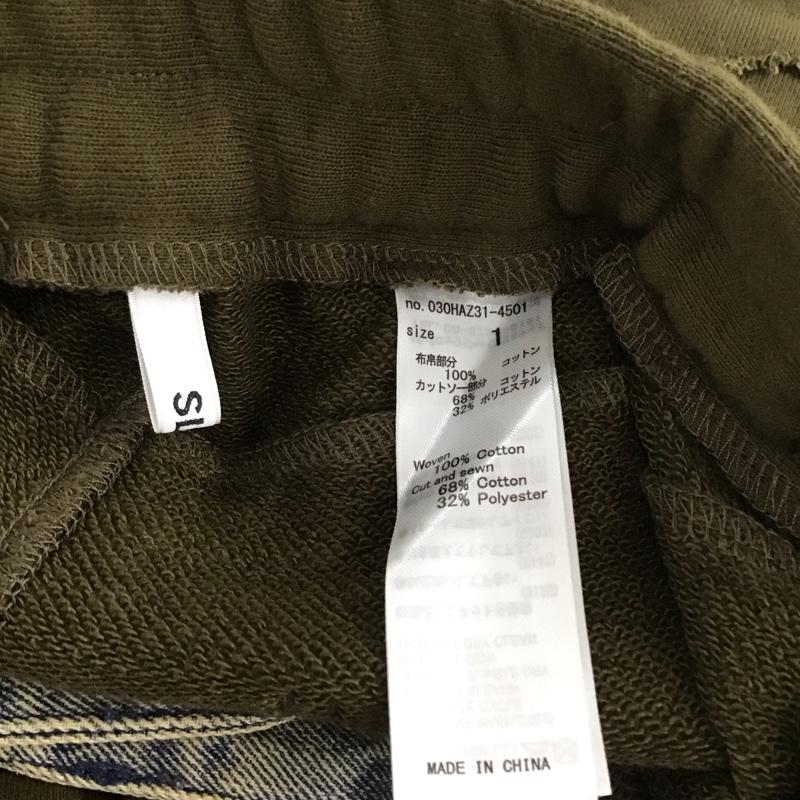 no. 030HAZ31-4501
size 1
布帛部分 コットン
100%
カットソー部分 コットン
68%
32% ポリエステル
Woven
100% Cotton
Cut and sewn
68% Cotton
32% Polyester
MADE IN CHINA